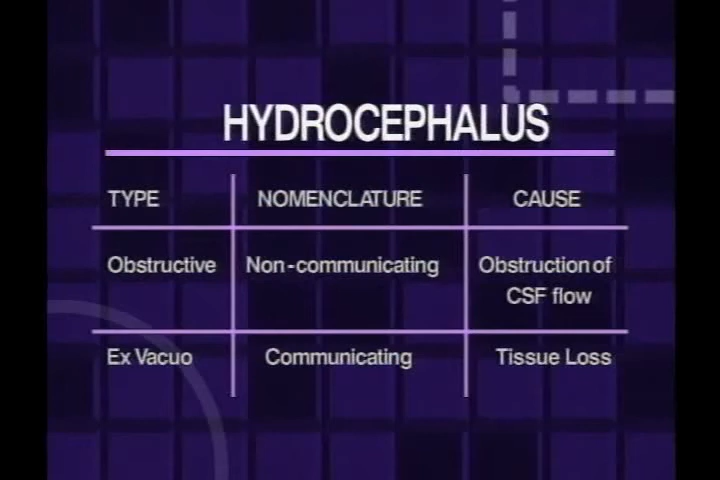 HYDROCEPHALUS
TYPE NOMENCLATURE CAUSE
Obstructive Non-communicating Obstruction of
CSF flow
Ex Vacuo Communicating Tissue Loss